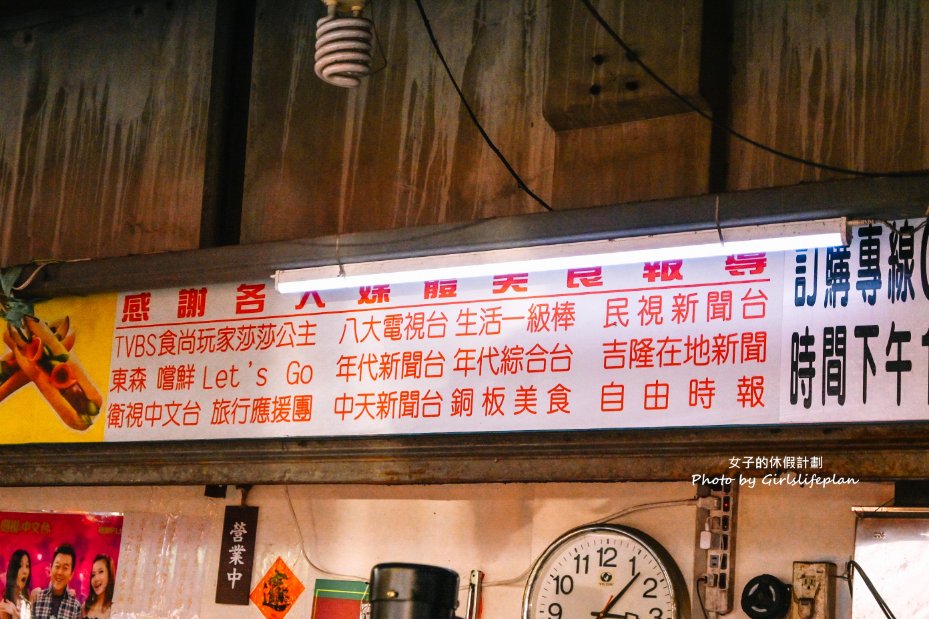 感謝各大媒體美食報導
TVBS食尚玩家莎莎公主 八大電視台 生活一級棒 民視新聞台
東森 嚐鮮 Let's Go 年代新聞台 年代綜合台 吉隆在地新聞
衛視中文台 旅行應援團 中天新聞台 銅板美食 自由時報
訂購專線(
時間下午1
女子的休假計劃
Photo by Girlslifeplan
營業中
中文台
10 11 12 1 2 3 9